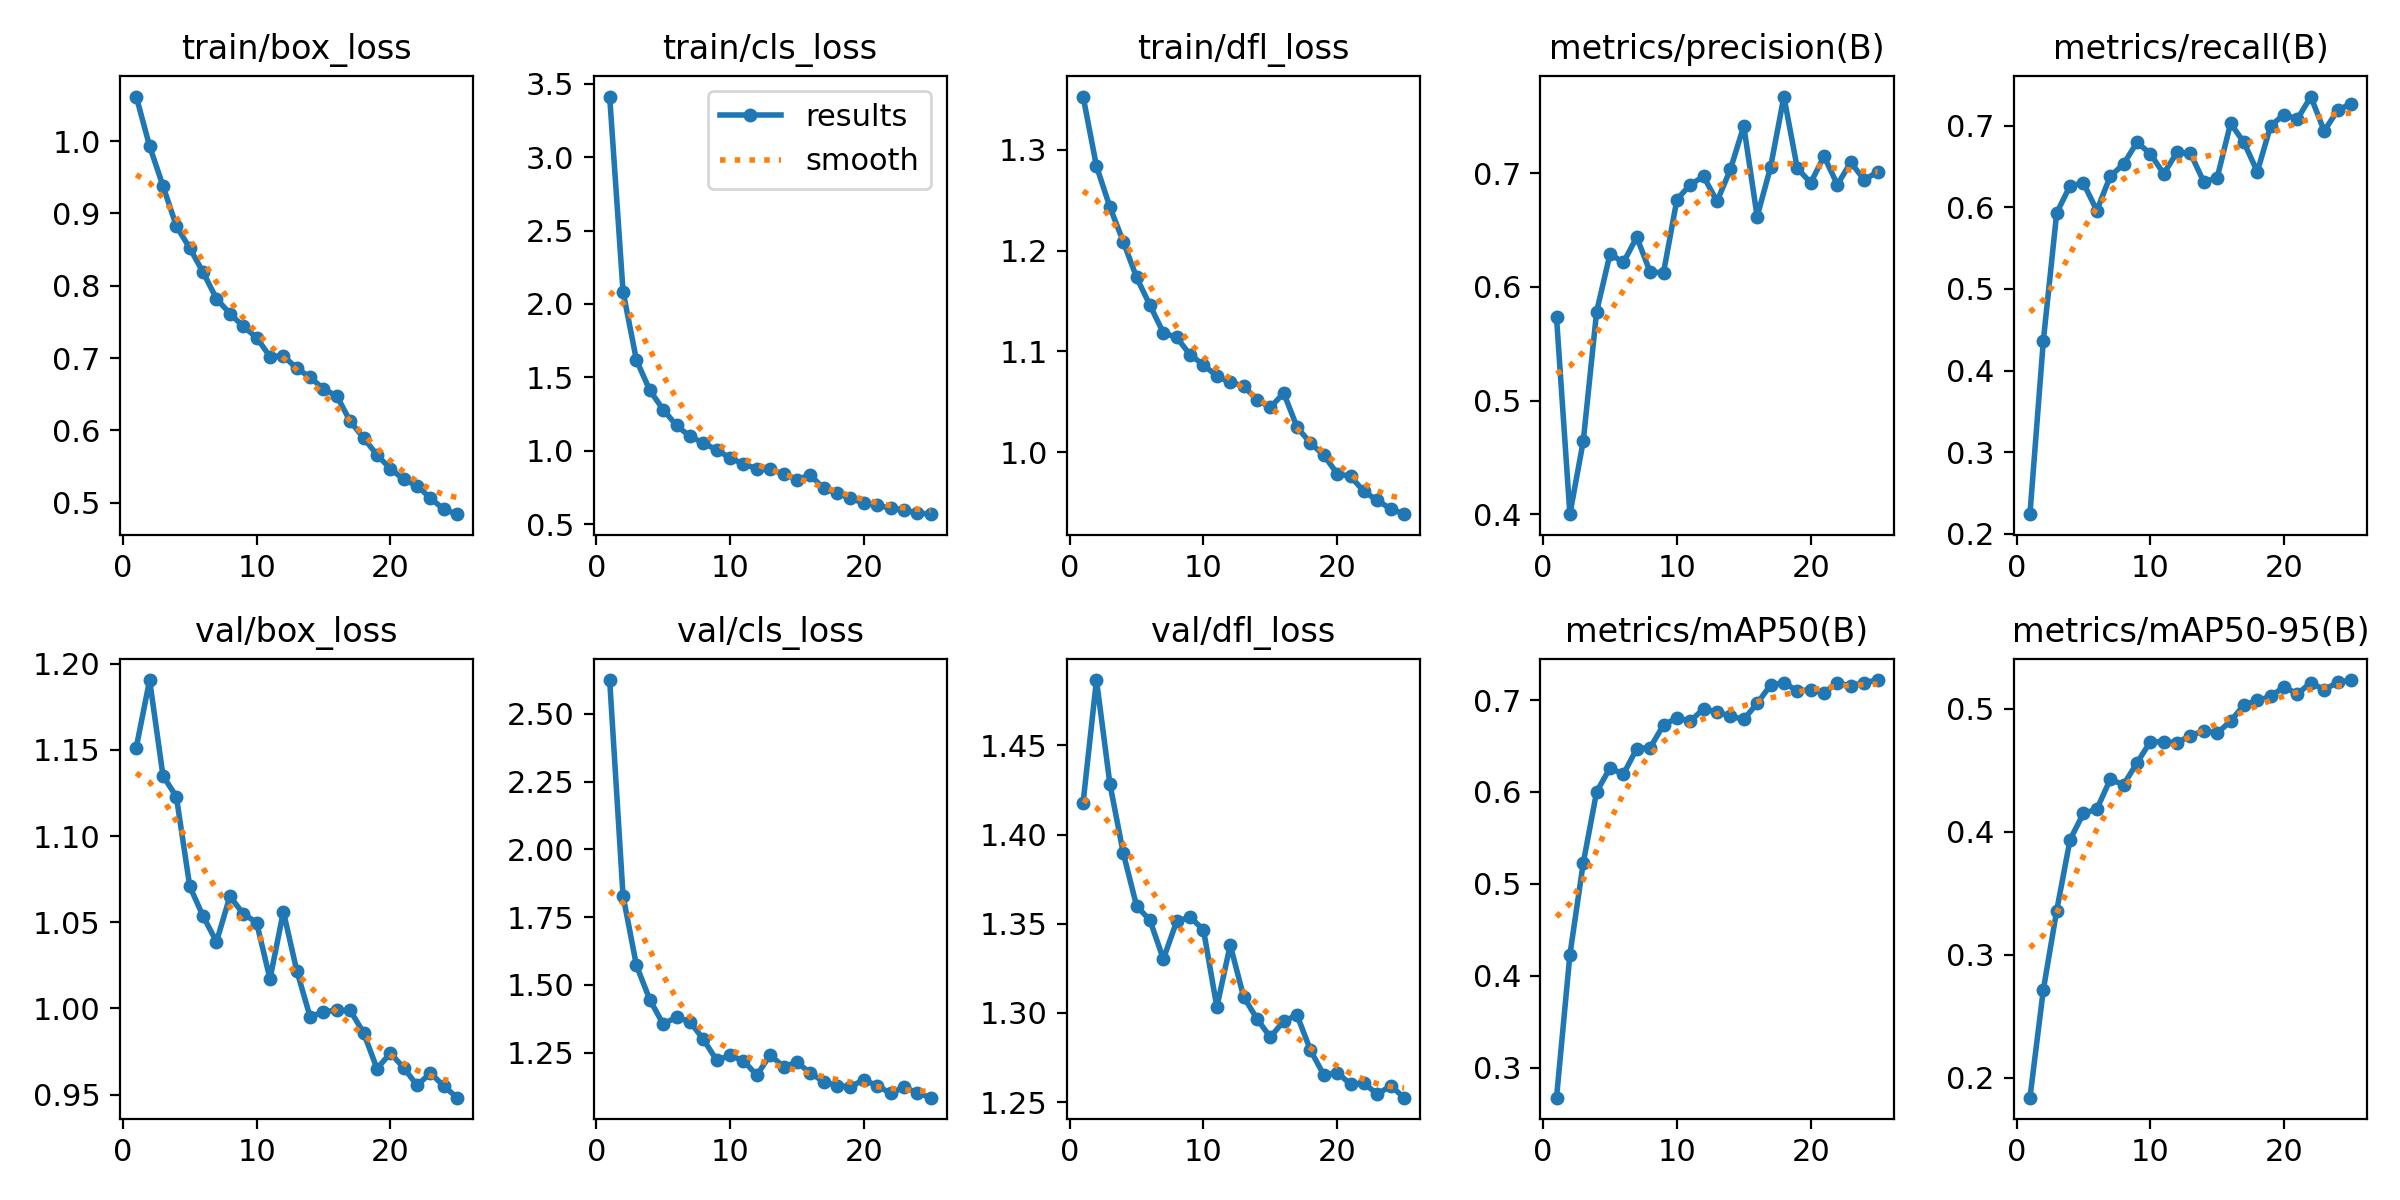 train/box_loss
train/cls_loss
train/dfl_loss
metrics/precision(B)
metrics/recall(B)
1.0
0.9
0.8
0.7
0.6
0.5
0 10 20
3.5
3.0
2.5
2.0
1.5
1.0
0.5
0 10 20
results
smooth
1.3
1.2
1.1
1.0
0 10 20
0.7
0.6
0.5
0.4
0 10 20
0.7
0.6
0.5
0.4
0.3
0.2
0 10 20
val/box_loss
val/cls_loss
val/dfl_loss
metrics/mAP50(B)
metrics/mAP50-95(B)
1.20
1.15
1.10
1.05
1.00
0.95
0 10 20
2.50
2.25
2.00
1.75
1.50
1.25
0 10 20
1.45
1.40
1.35
1.30
1.25
0 10 20
0.7
0.6
0.5
0.4
0.3
0 10 20
0.5
0.4
0.3
0.2
0 10 20